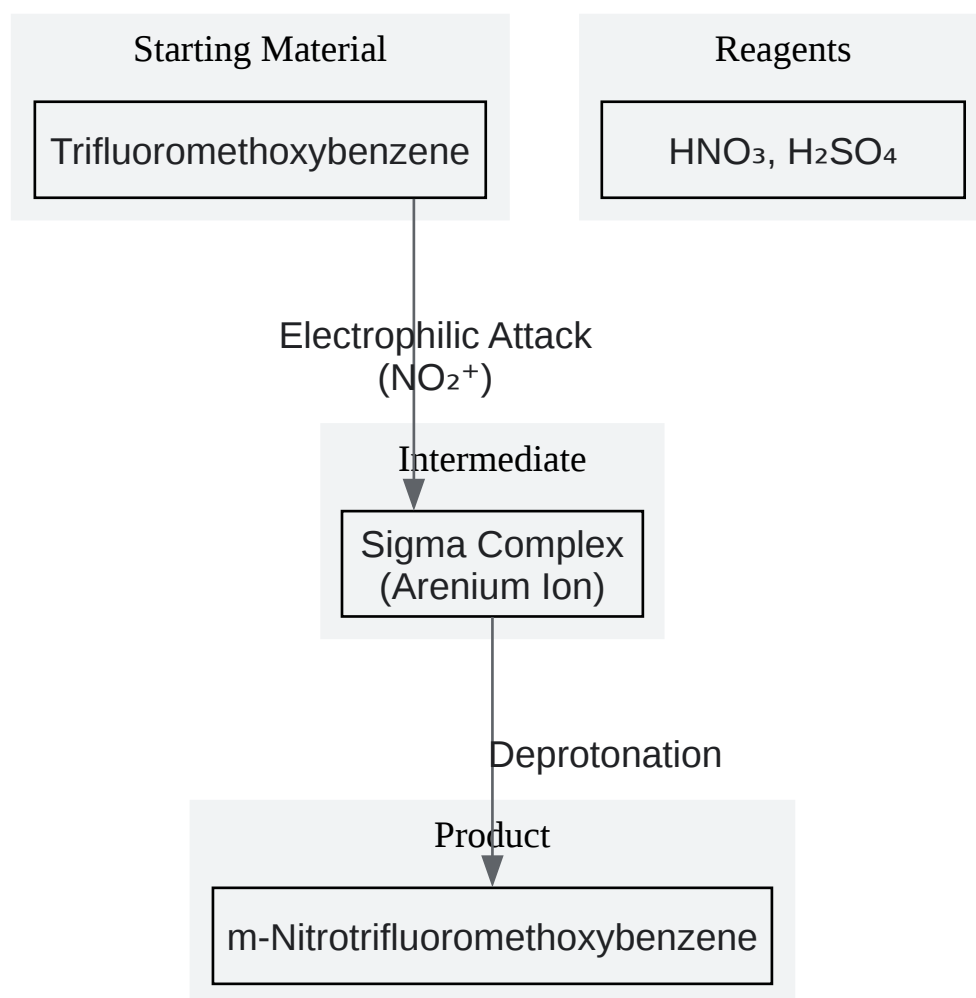 Starting Material
Trifluoromethoxybenzene
Reagents
HNO₃, H₂SO₄
Electrophilic Attack
(NO₂⁺)
Intermediate
Sigma Complex
(Arenium Ion)
Deprotonation
Product
m-Nitrotrifluoromethoxybenzene